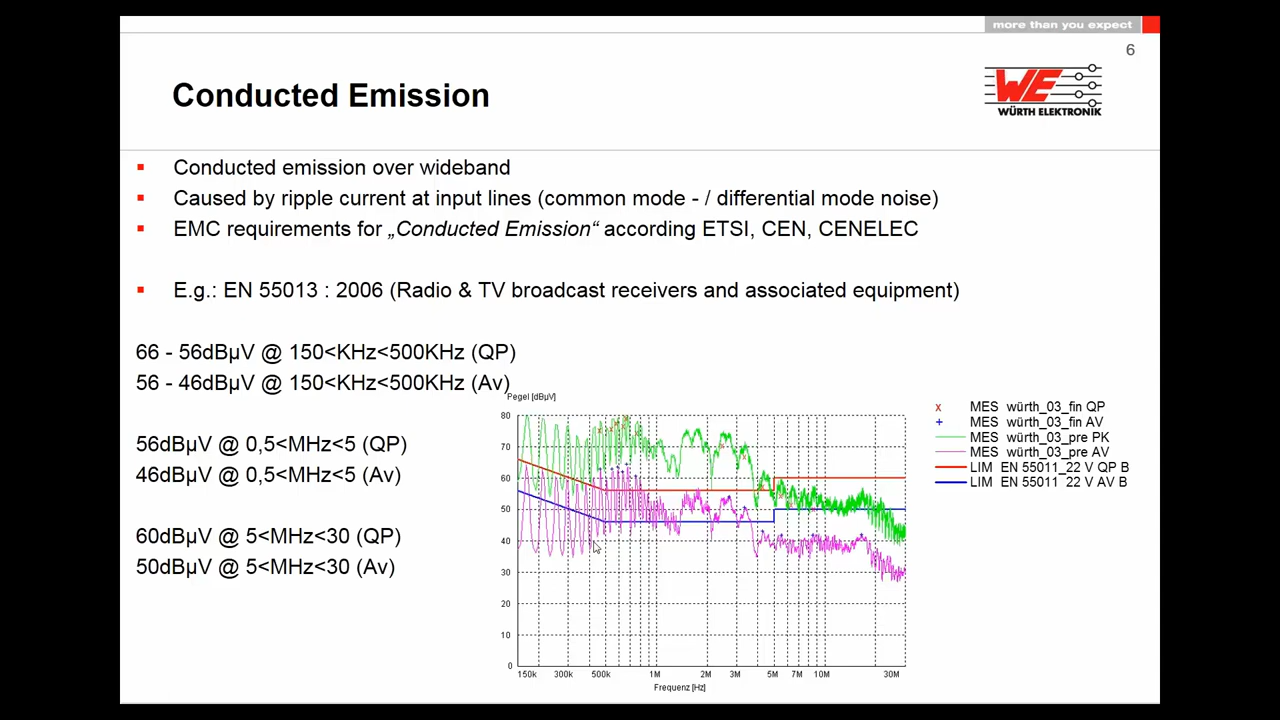 more than you expect
6
WE
WÜRTH ELEKTRONIK
Conducted Emission
Conducted emission over wideband
Caused by ripple current at input lines (common mode - / differential mode noise)
EMC requirements for „Conducted Emission“ according ETSI, CEN, CENELEC
E.g.: EN 55013 : 2006 (Radio & TV broadcast receivers and associated equipment)
66 - 56dBµV @ 150<KHz<500KHz (QP)
56 - 46dBµV @ 150<KHz<500KHz (Av)
56dBµV @ 0,5<MHz<5 (QP)
46dBµV @ 0,5<MHz<5 (Av)
60dBµV @ 5<MHz<30 (QP)
50dBµV @ 5<MHz<30 (Av)
Pegel [dBµV]
80
70
60
50
40
30
20
10
0
150k 300k 500k 1M 2M 3M 5M 7M 10M 30M
Frequenz [Hz]
x MES würth_03_fin QP
+ MES würth_03_fin AV
MES würth_03_pre PK
MES würth_03_pre AV
LIM EN 55011_22 V QP B
LIM EN 55011_22 V AV B